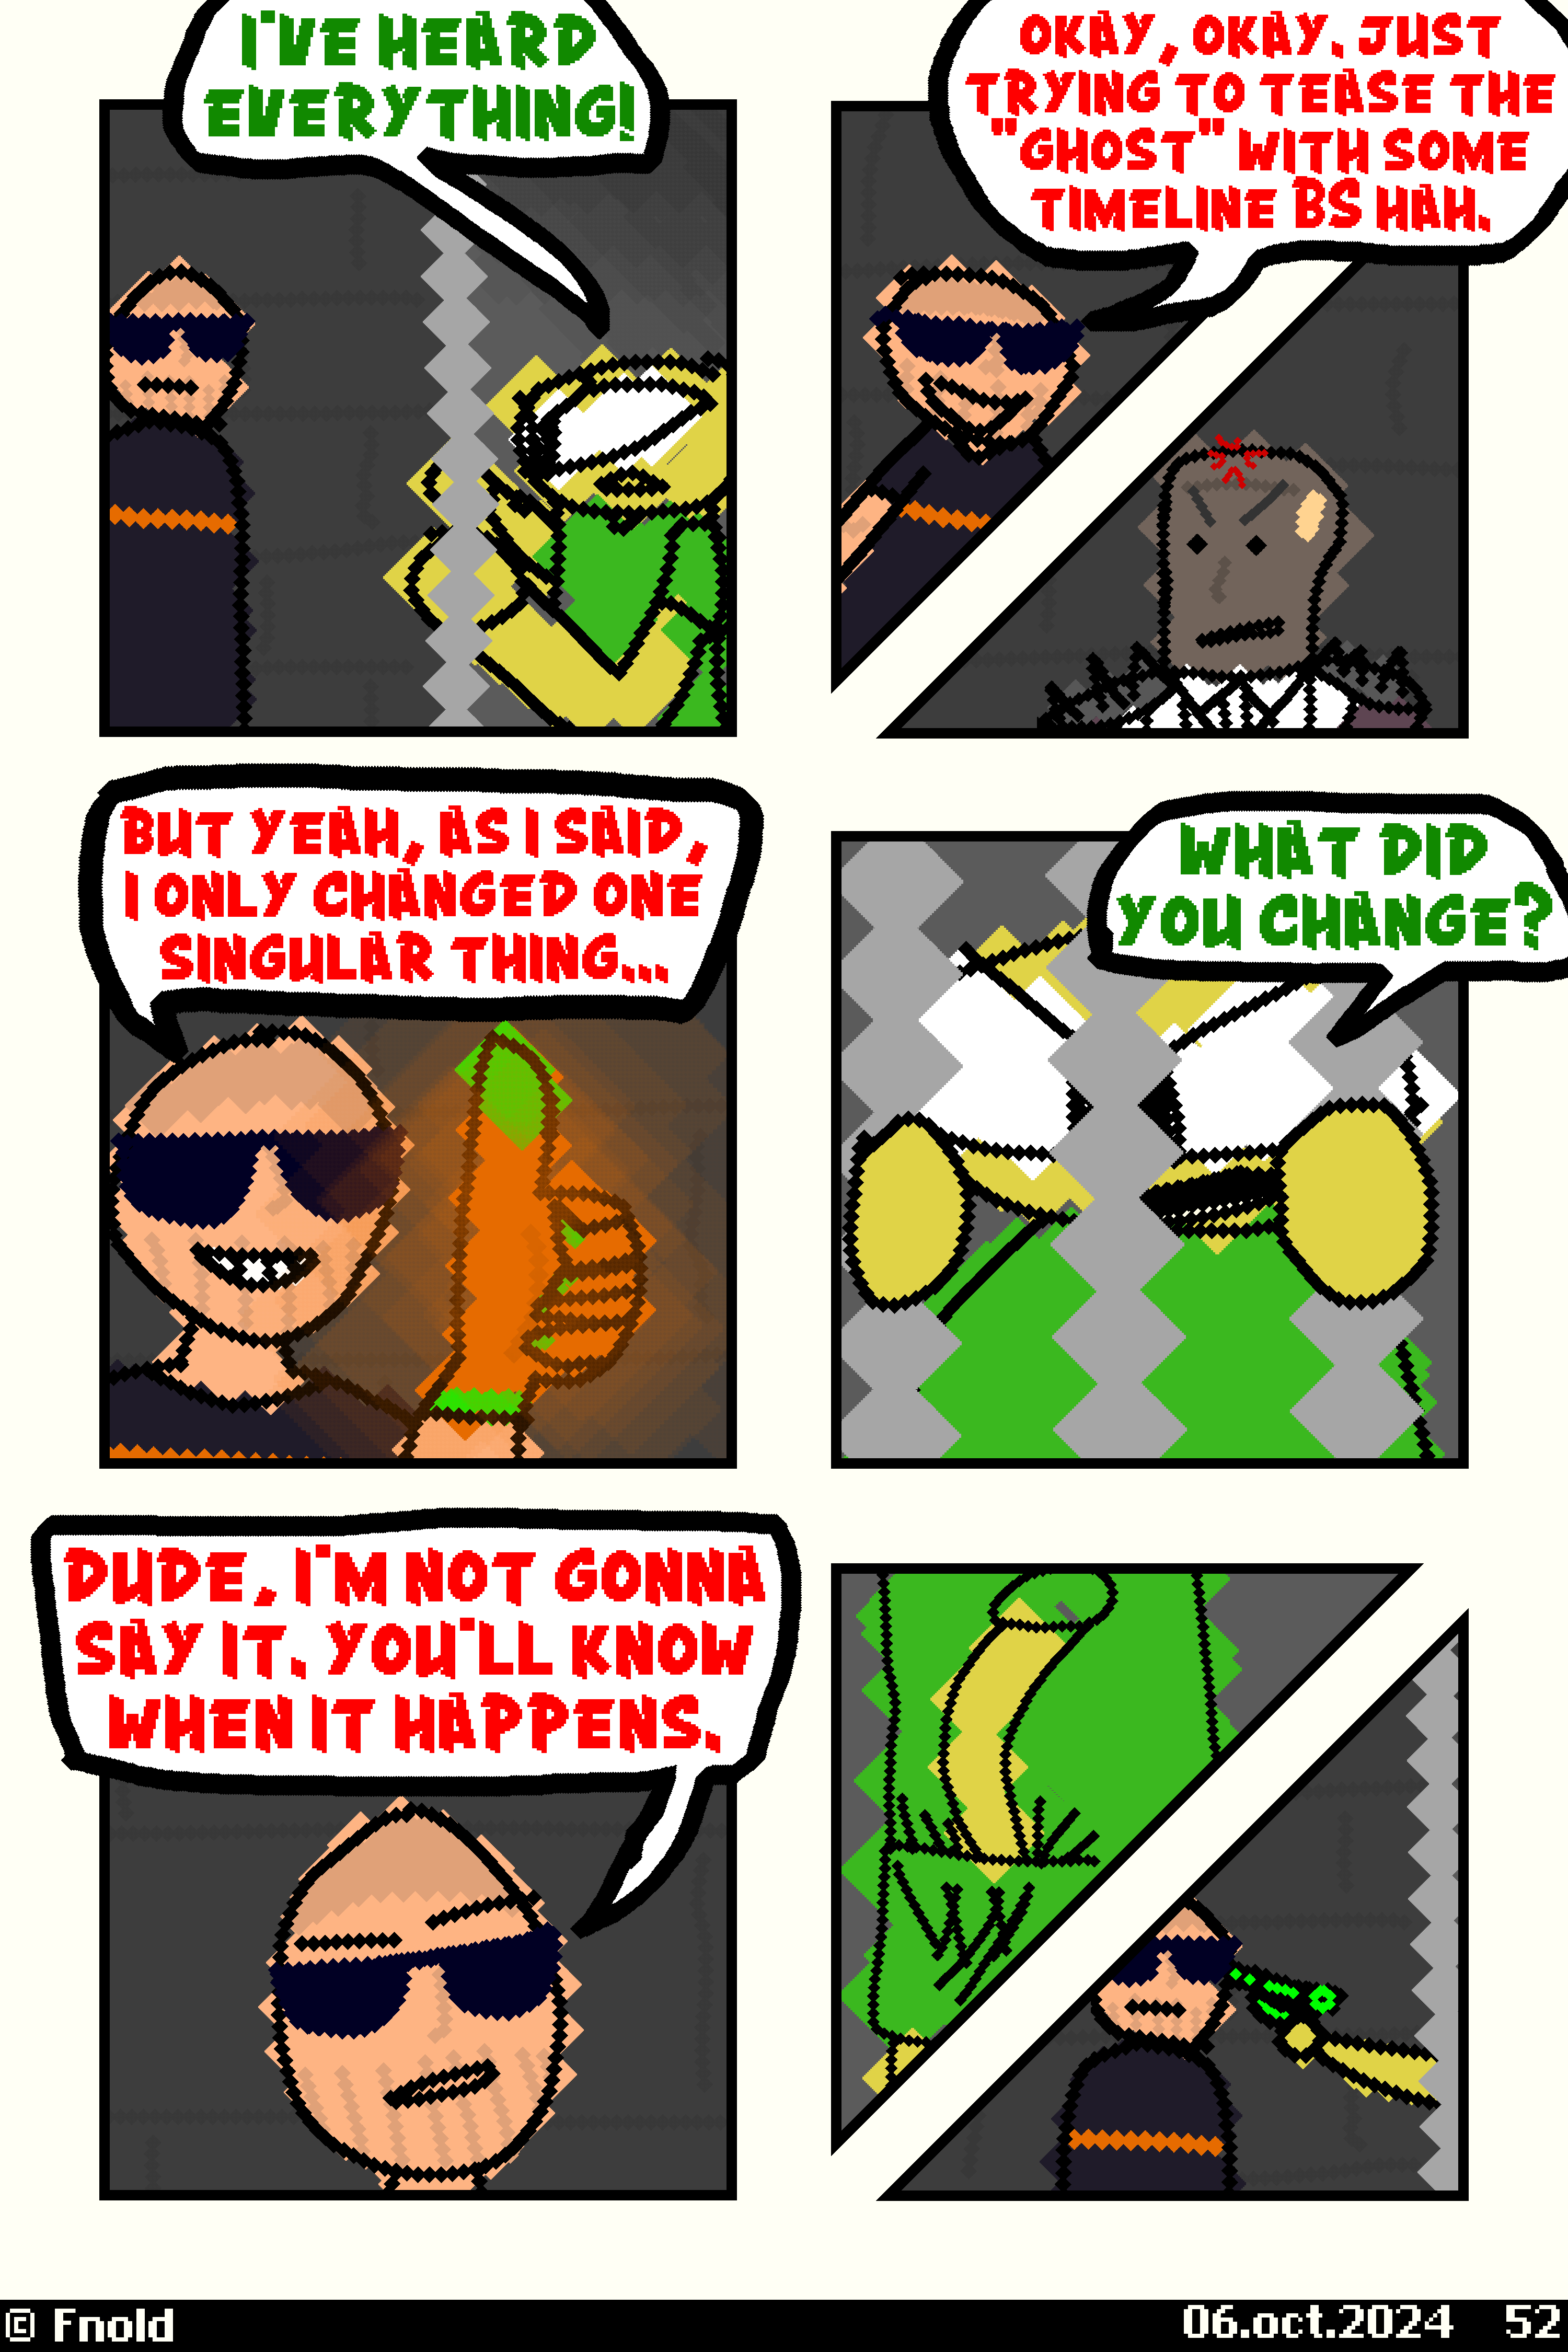 I'VE HEARD
EVERYTHING!
OKAY, OKAY. JUST
TRYING TO TEASE THE
"GHOST" WITH SOME
TIMELINE BS HAH.
BUT YEAH, AS I SAID,
I ONLY CHANGED ONE
SINGULAR THING...
WHAT DID
YOU CHANGE?
DUDE, I'M NOT GONNA
SAY IT. YOU'LL KNOW
WHEN IT HAPPENS.
© Fnold
06.oct.2024 52